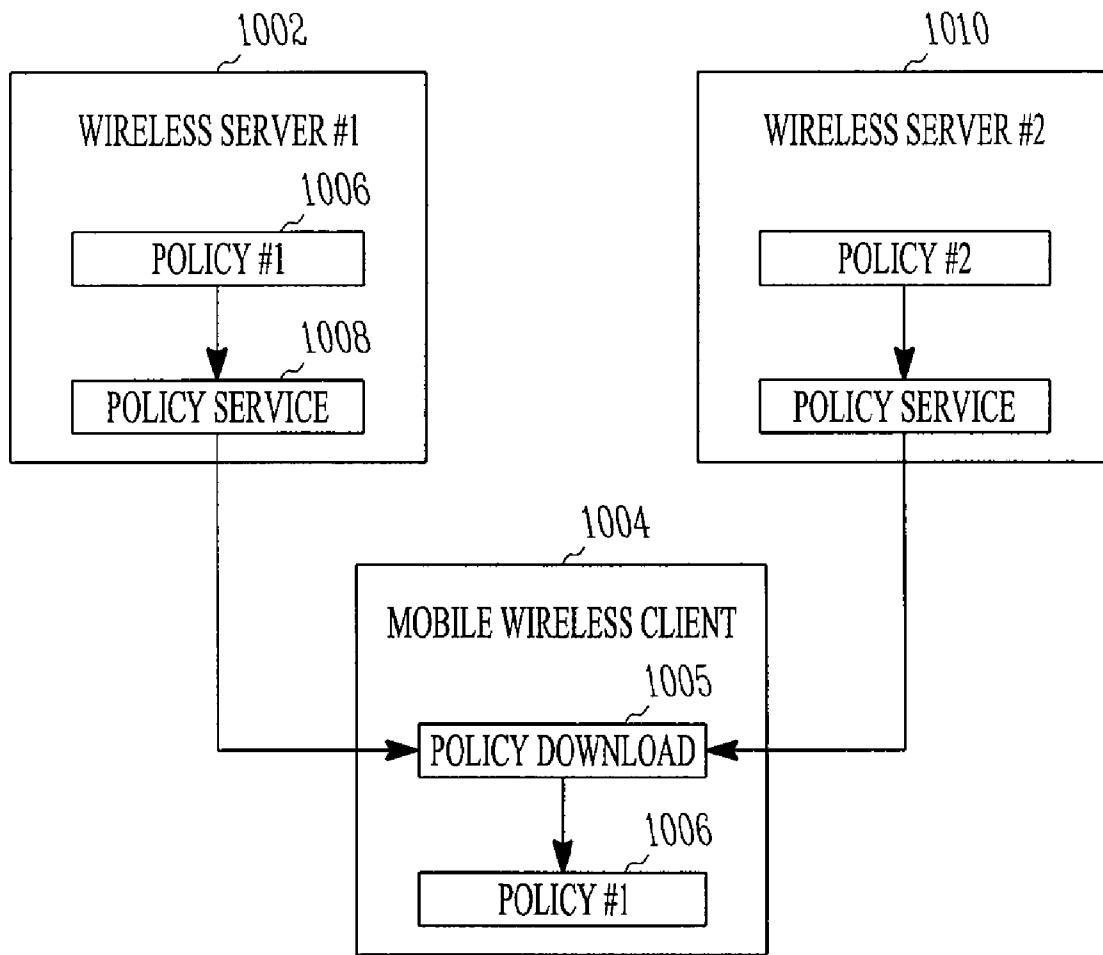 1002
1010
WIRELESS SERVER #1
WIRELESS SERVER #2
1006
POLICY #1
POLICY #2
1008
POLICY SERVICE
POLICY SERVICE
1004
MOBILE WIRELESS CLIENT
1005
POLICY DOWNLOAD
1006
POLICY #1